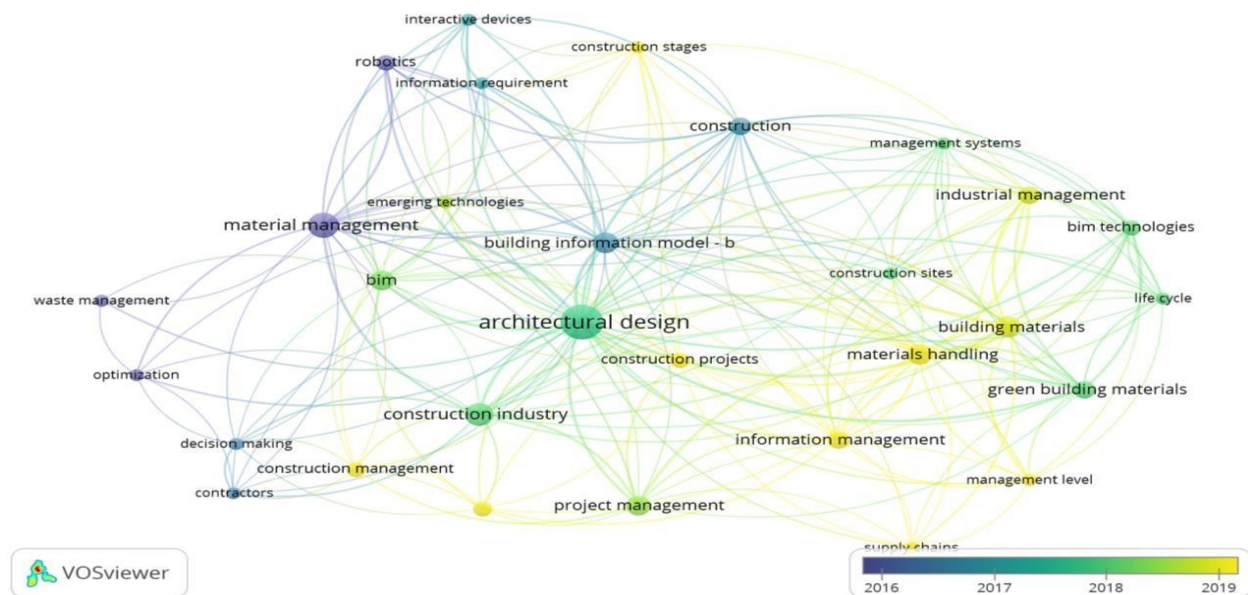 interactive devices
construction stages
robotics
information requirement
construction
management systems
industrial management
emerging technologies
material management
bim technologies
building information model - b
construction sites
bim
waste management
life cycle
architectural design
building materials
materials handling
construction projects
optimization
green building materials
construction industry
decision making
information management
construction management
management level
contractors
project management
supply chains
VOSviewer
2016
2017
2018
2019